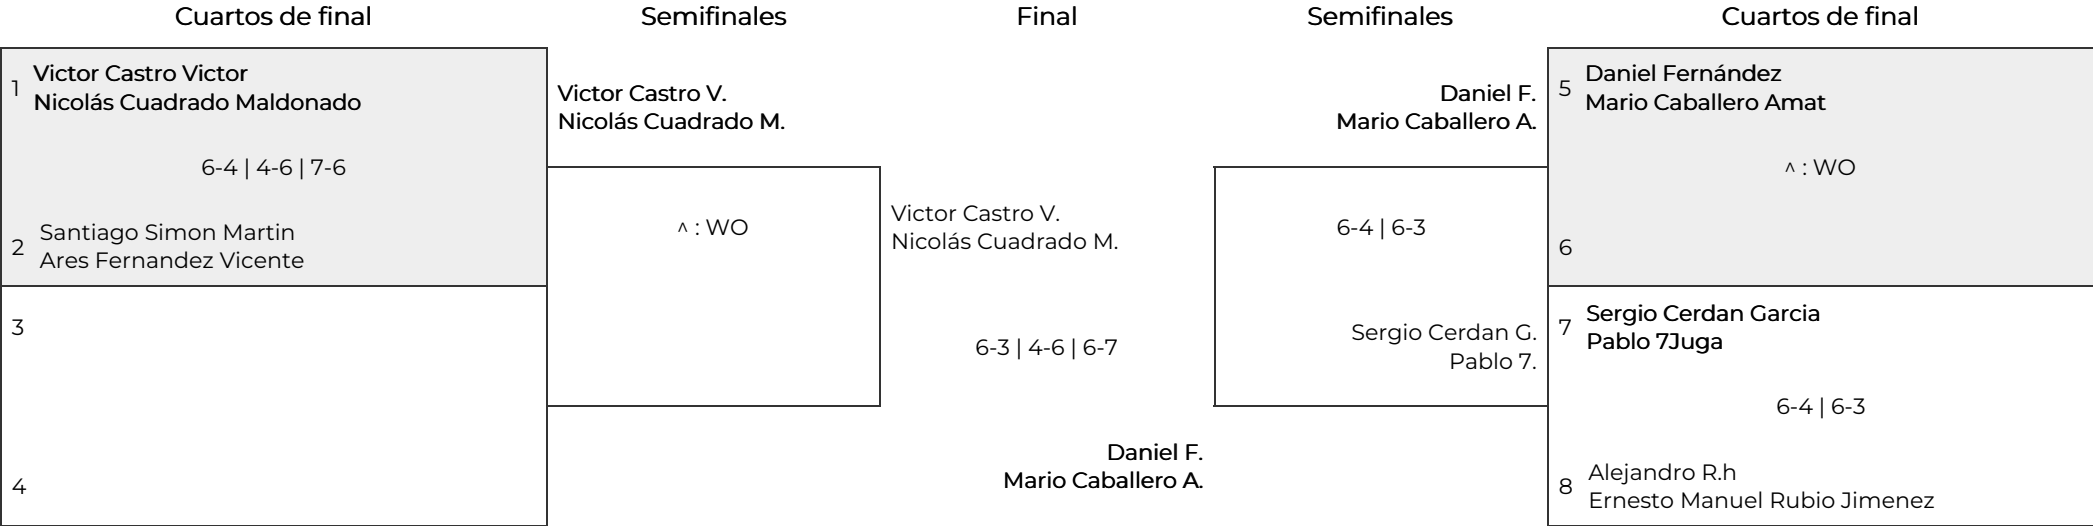 Cuartos de final
Semifinales
Final
Semifinales
Cuartos de final
1
Victor Castro Victor
Nicolás Cuadrado Maldonado
6-4 | 4-6 | 7-6
2
Santiago Simon Martin
Ares Fernandez Vicente
3
4
Victor Castro V.
Nicolás Cuadrado M.
^ : WO
Victor Castro V.
Nicolás Cuadrado M.
6-3 | 4-6 | 6-7
Daniel F.
Mario Caballero A.
Daniel F.
Mario Caballero A.
6-4 | 6-3
Sergio Cerdan G.
Pablo 7.
5
Daniel Fernández
Mario Caballero Amat
^ : WO
6
7
Sergio Cerdan Garcia
Pablo 7Juga
6-4 | 6-3
8
Alejandro R.h
Ernesto Manuel Rubio Jimenez